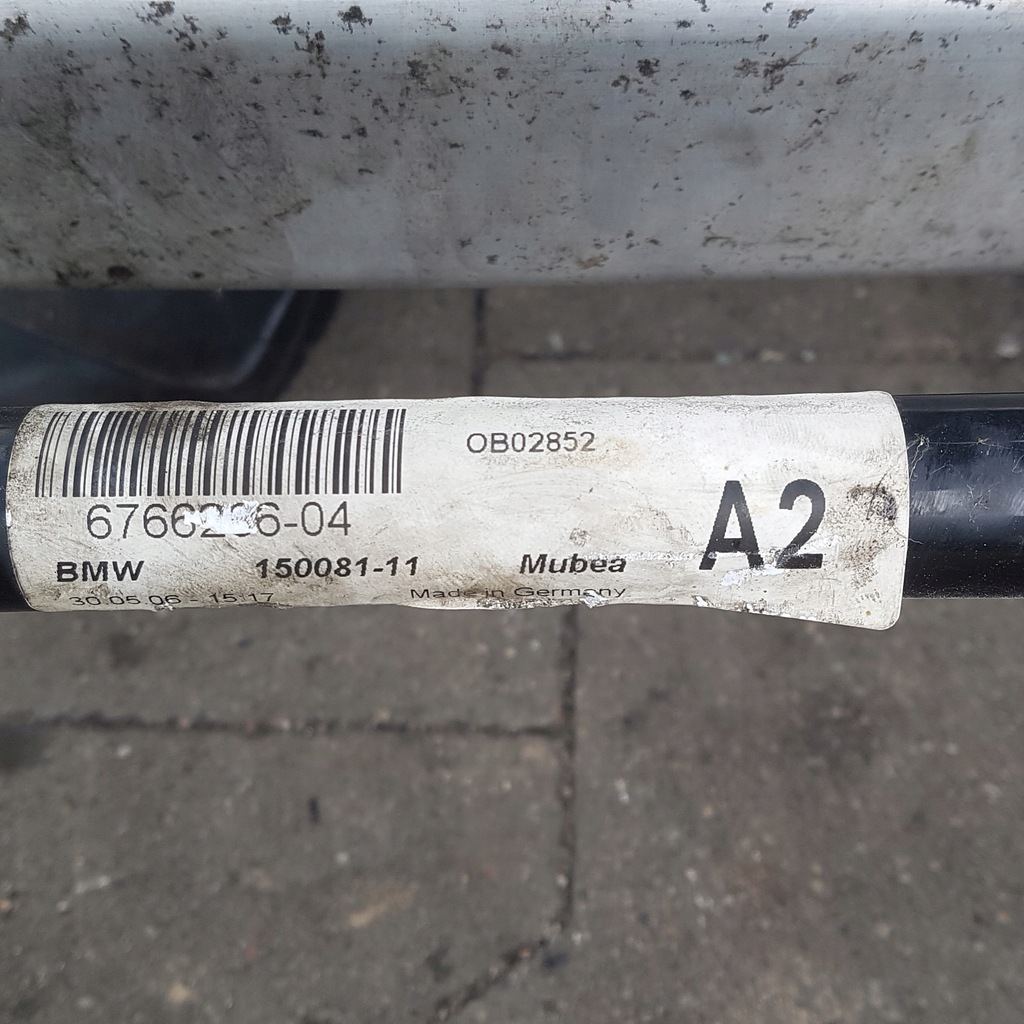 OB02852
A2
BMW 150081-11 Mubea
30.05.06 - 15:17 Made in Germany